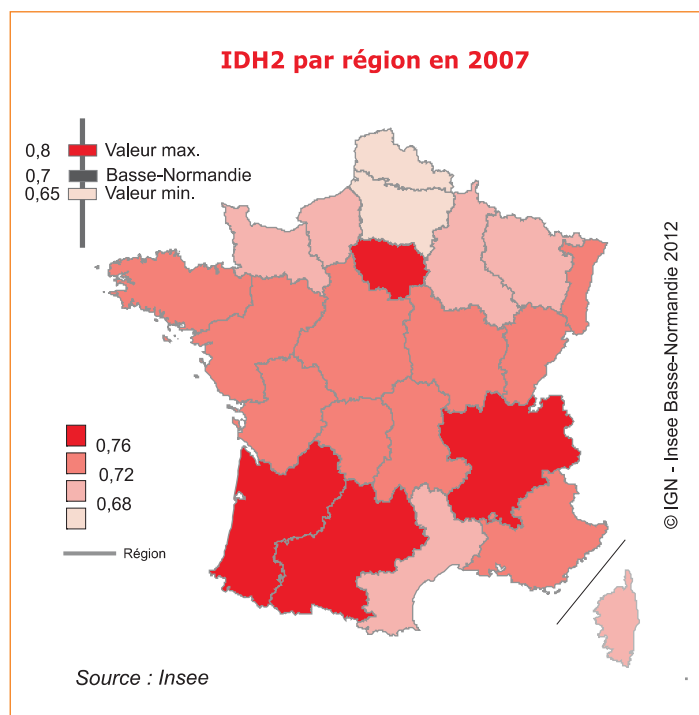 IDH2 par région en 2007
0,8 Valeur max.
0,7 Basse-Normandie
0,65 Valeur min.
0,76
0,72
0,68
Région
Source : Insee
© IGN - Insee Basse-Normandie 2012